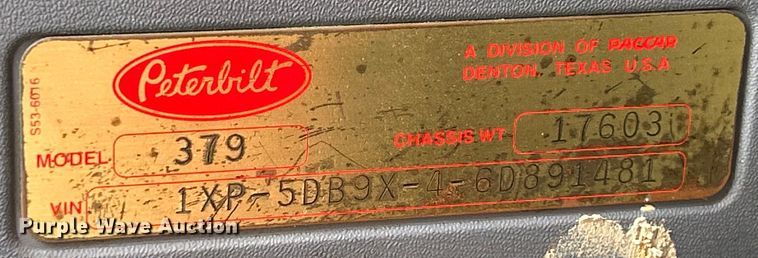 S53-6016
Peterbilt
A DIVISION OF PACCAR
DENTON, TEXAS U.S.A
MODEL 379
CHASSIS WT. 17603
VIN. 1XP-5DB9X-4-6D891481
Purple Wave Auction